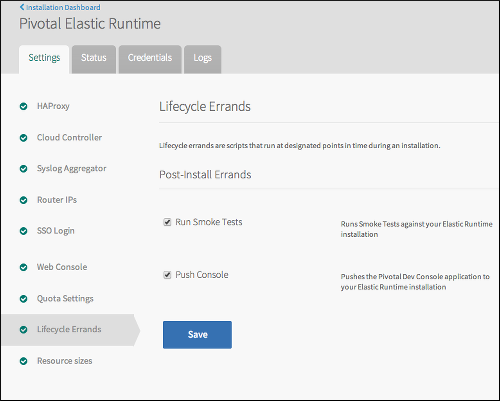 Installation Dashboard
Pivotal Elastic Runtime
Settings
Status
Credentials
Logs
HAProxy
Cloud Controller
Syslog Aggregator
Router IPs
SSO Login
Web Console
Quota Settings
Lifecycle Errands
Resource sizes
Lifecycle Errands
Lifecycle errands are scripts that run at designated points in time during an installation.
Post-Install Errands
Run Smoke Tests
Runs Smoke Tests against your Elastic Runtime
installation
Push Console
Pushes the Pivotal Dev Console application to
your Elastic Runtime installation
Save